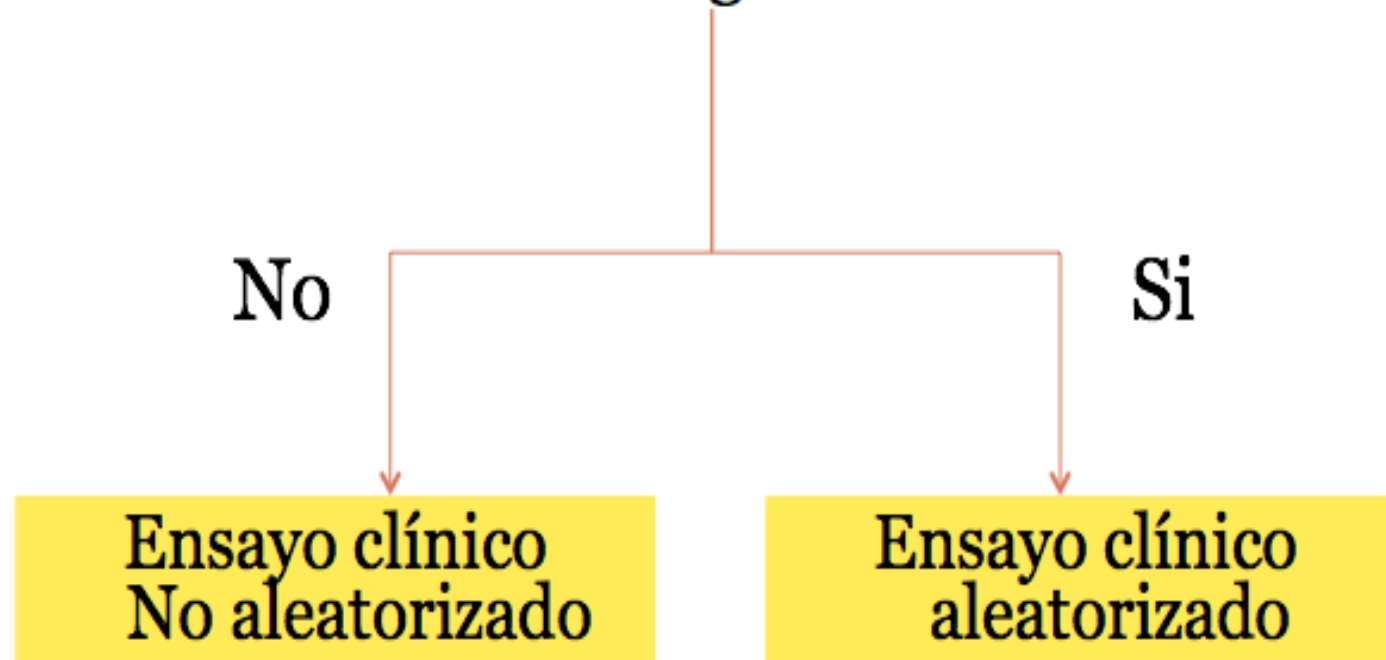 No
Si
Ensayo clínico
No aleatorizado
Ensayo clínico
aleatorizado